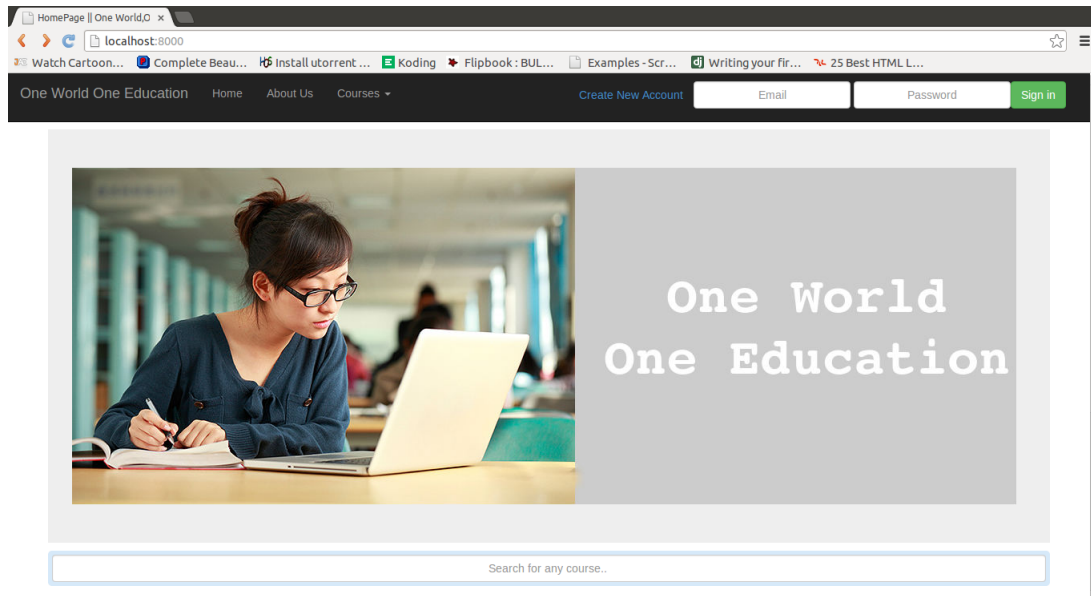 HomePage || One World,O
localhost:8000
Watch Cartoon... Complete Beau... Install utorrent ... Koding Flipbook : BUL... Examples - Scr... dj Writing your fir... 25 Best HTML L...
One World One Education Home About Us Courses Create New Account Email Password Sign in
One World
One Education
Search for any course..